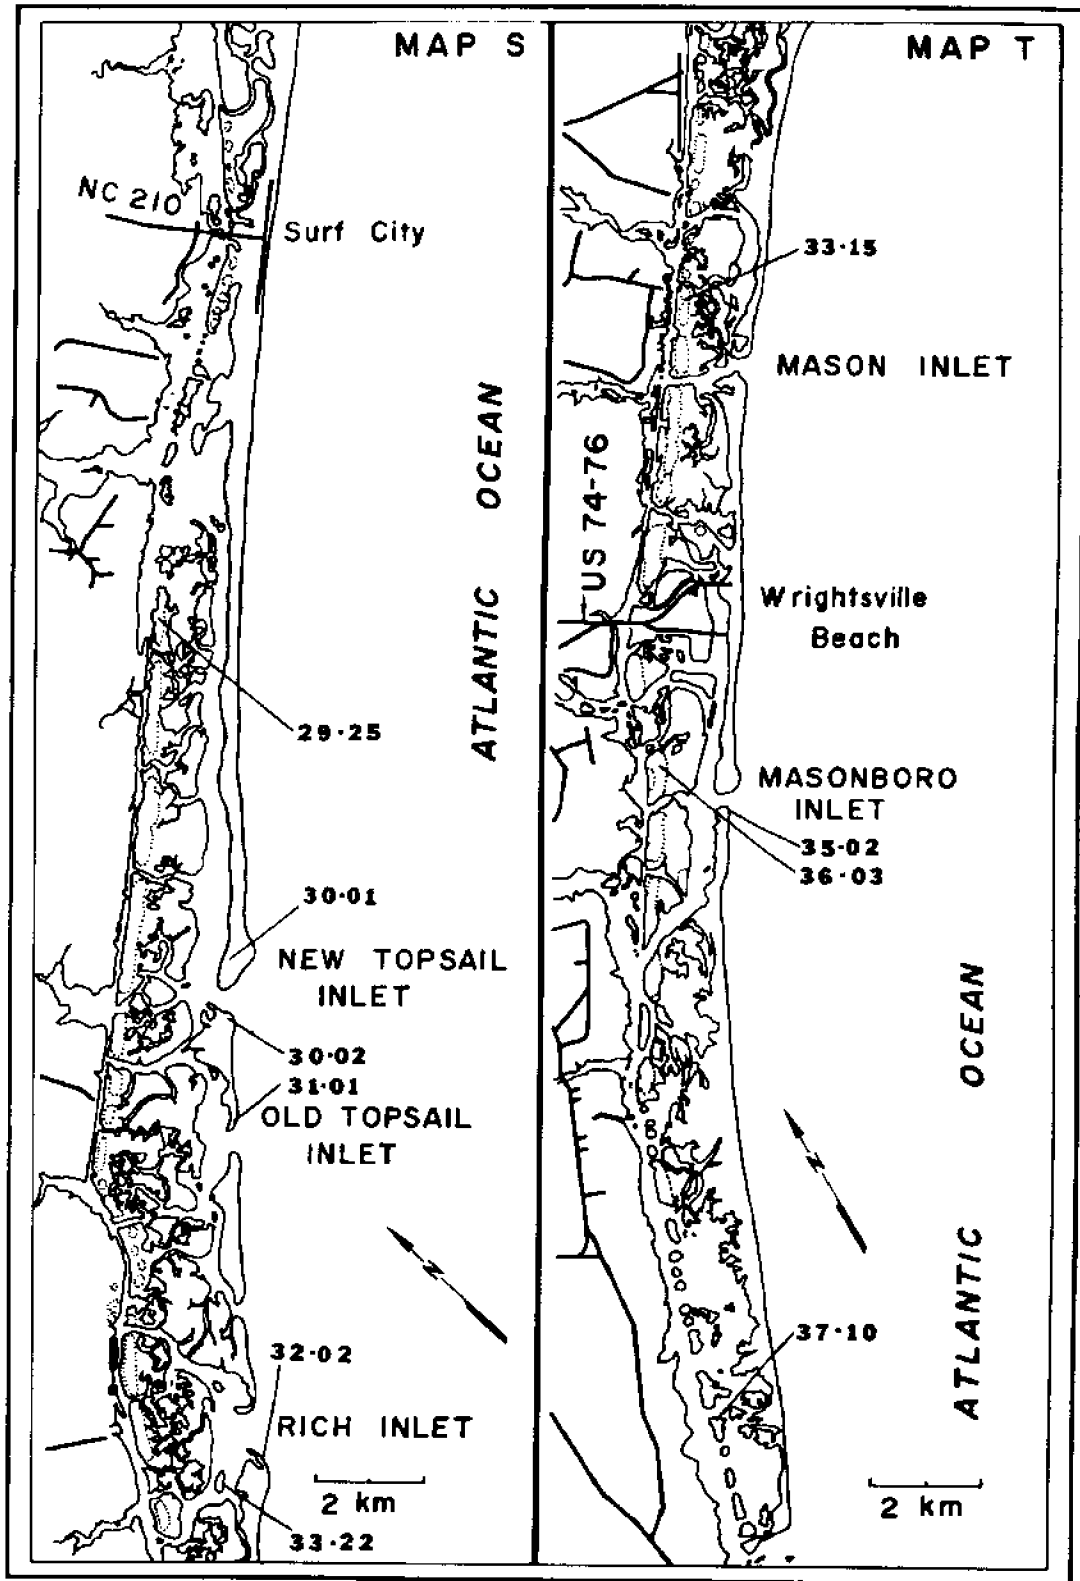 MAP S
NC 210
Surf City
ATLANTIC OCEAN
29·25
30·01
NEW TOPSAIL
INLET
30·02
31·01
OLD TOPSAIL
INLET
N
32·02
RICH INLET
2 km
33·22
MAP T
33·15
MASON INLET
US 74-76
Wrightsville
Beach
MASONBORO
INLET
35·02
36·03
ATLANTIC OCEAN
N
37·10
2 km